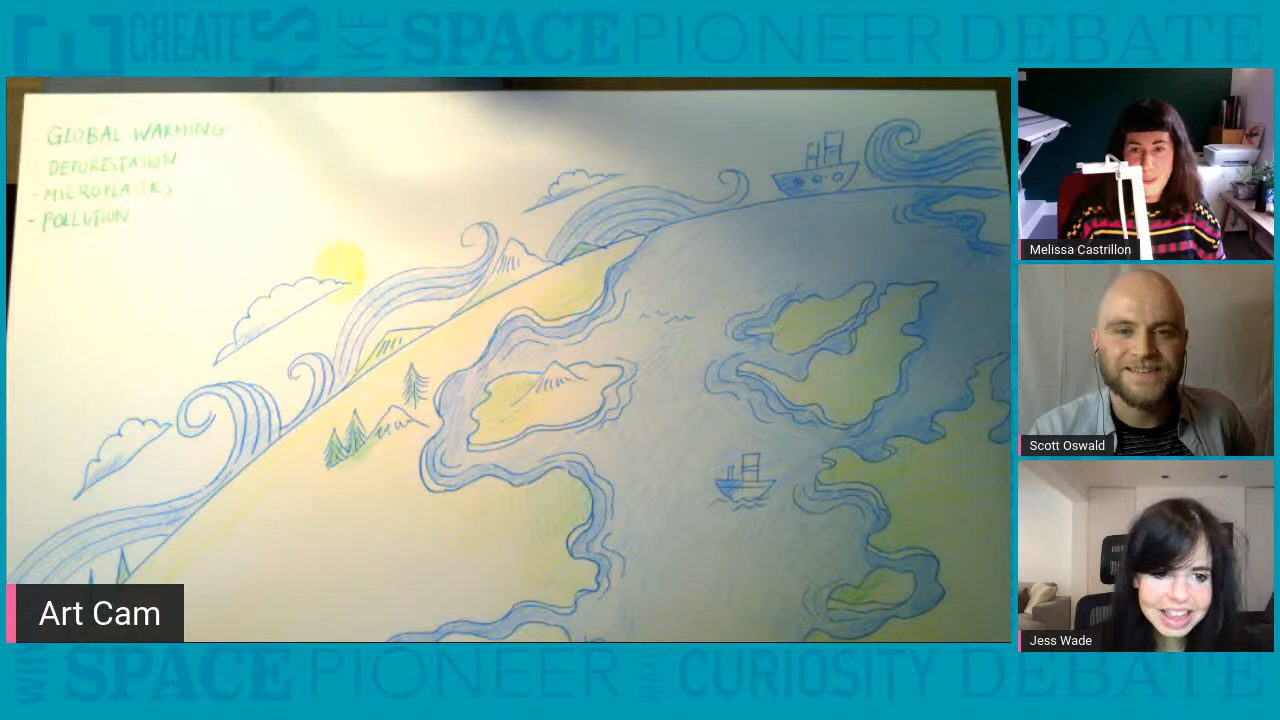 CREATE
SPACE PIONEER DEBATE
- GLOBAL WARMING
DEFORESTATION
- MICROPLASTICS
- POLLUTION
Melissa Castrillon
Scott Oswald
Art Cam
Jess Wade
SPACE PIONEER CURIOSITY DEBATE